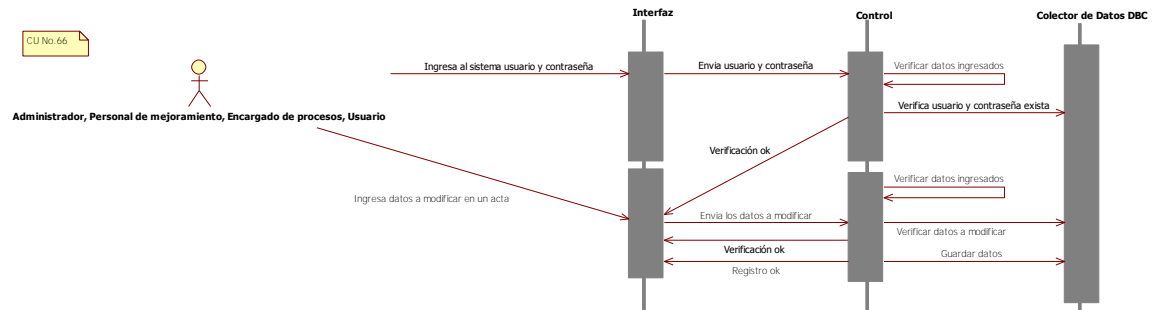 Interfaz
Control
Colector de Datos DBC
CU No.66
Ingresa al sistema usuario y contraseña
Envia usuario y contraseña
Verificar datos ingresados
Verifica usuario y contraseña exista
Administrador, Personal de mejoramiento, Encargado de procesos, Usuario
Verificación ok
Verificar datos ingresados
Ingresa datos a modificar en un acta
Envia los datos a modificar
Verificar datos a modificar
Verificación ok
Guardar datos
Registro ok